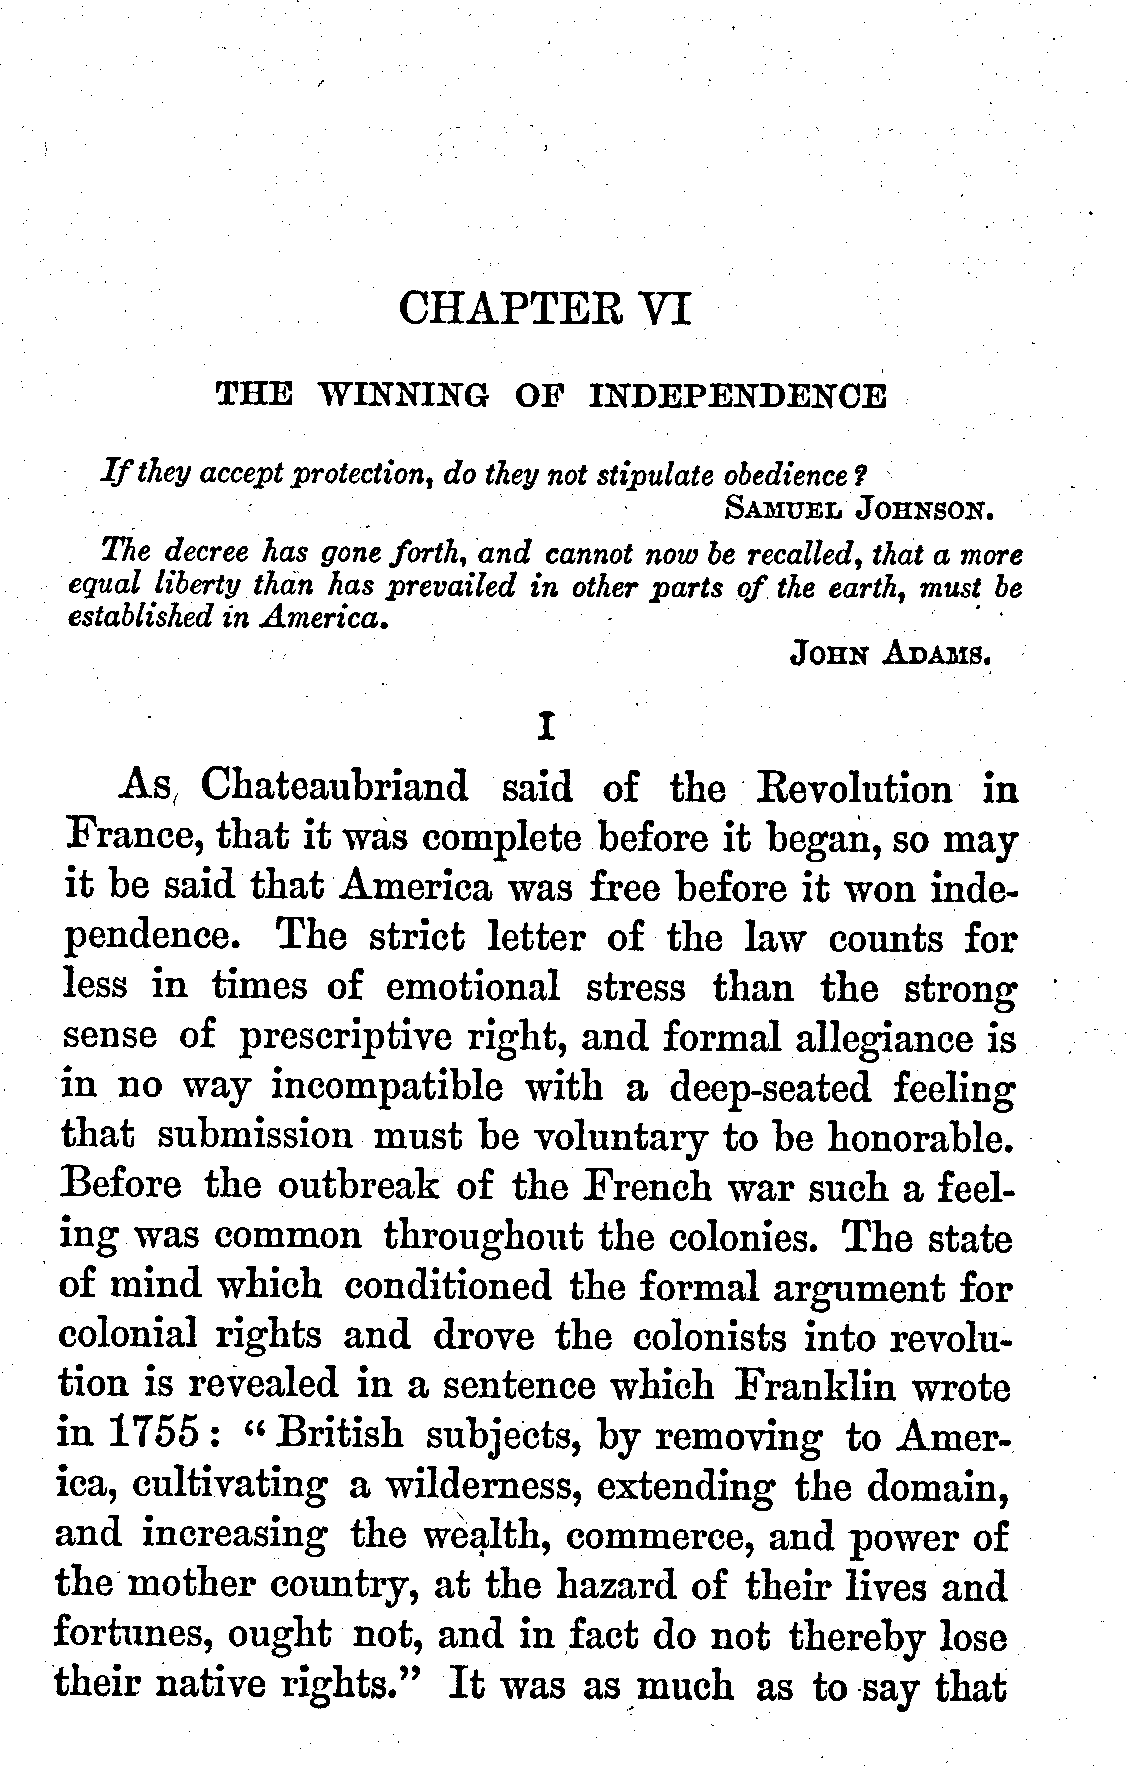 CHAPTER VI
THE WINNING OF INDEPENDENCE
If they accept protection, do they not stipulate obedience?
SAMUEL JOHNSON.
The decree has gone forth, and cannot now be recalled, that a more
equal liberty than has prevailed in other parts of the earth, must be
established in America.
JOHN ADAMS.
I
As Chateaubriand said of the Revolution in
France, that it was complete before it began, so may
it be said that America was free before it won inde-
pendence. The strict letter of the law counts for
less in times of emotional stress than the strong
sense of prescriptive right, and formal allegiance is
in no way incompatible with a deep-seated feeling
that submission must be voluntary to be honorable.
Before the outbreak of the French war such a feel-
ing was common throughout the colonies. The state
of mind which conditioned the formal argument for
colonial rights and drove the colonists into revolu-
tion is revealed in a sentence which Franklin wrote
in 1755: "British subjects, by removing to Amer-
ica, cultivating a wilderness, extending the domain,
and increasing the wealth, commerce, and power of
the mother country, at the hazard of their lives and
fortunes, ought not, and in fact do not thereby lose
their native rights." It was as much as to say that